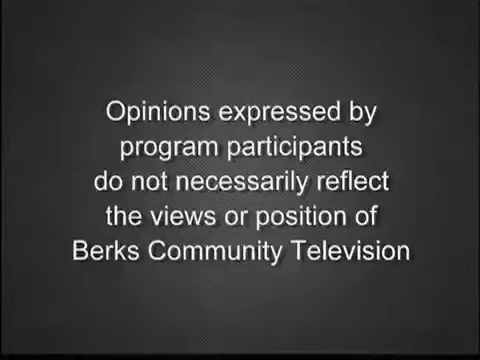 Opinions expressed by
program participants
do not necessarily reflect
the views or position of
Berks Community Television